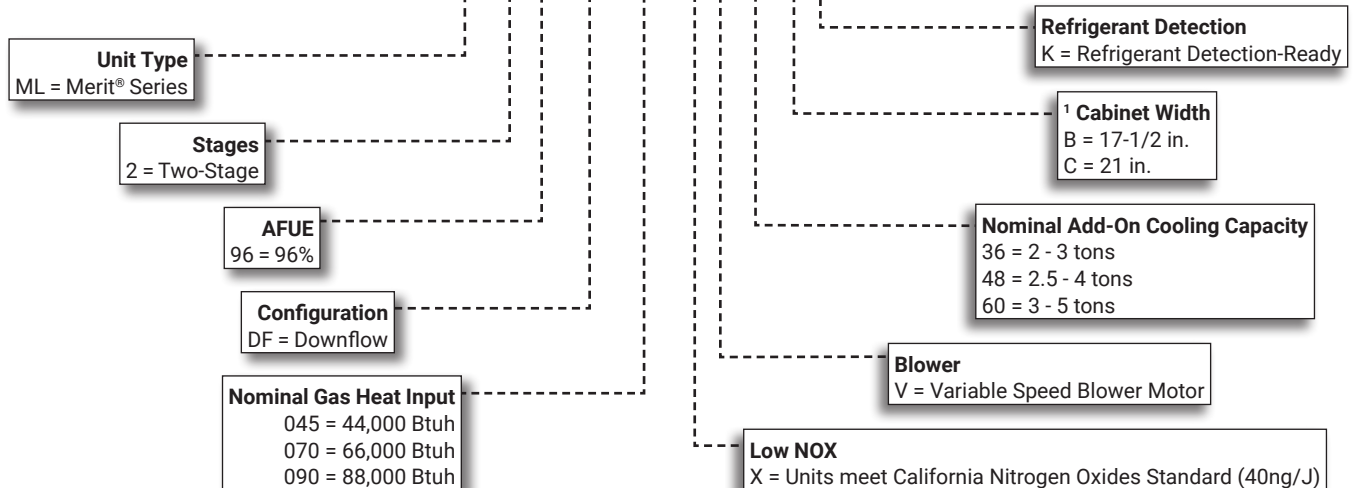 Unit Type
ML = Merit® Series
Stages
2 = Two-Stage
AFUE
96 = 96%
Configuration
DF = Downflow
Nominal Gas Heat Input
045 = 44,000 Btuh
070 = 66,000 Btuh
090 = 88,000 Btuh
Refrigerant Detection
K = Refrigerant Detection-Ready
¹ Cabinet Width
B = 17-1/2 in.
C = 21 in.
Nominal Add-On Cooling Capacity
36 = 2 - 3 tons
48 = 2.5 - 4 tons
60 = 3 - 5 tons
Blower
V = Variable Speed Blower Motor
Low NOX
X = Units meet California Nitrogen Oxides Standard (40ng/J)